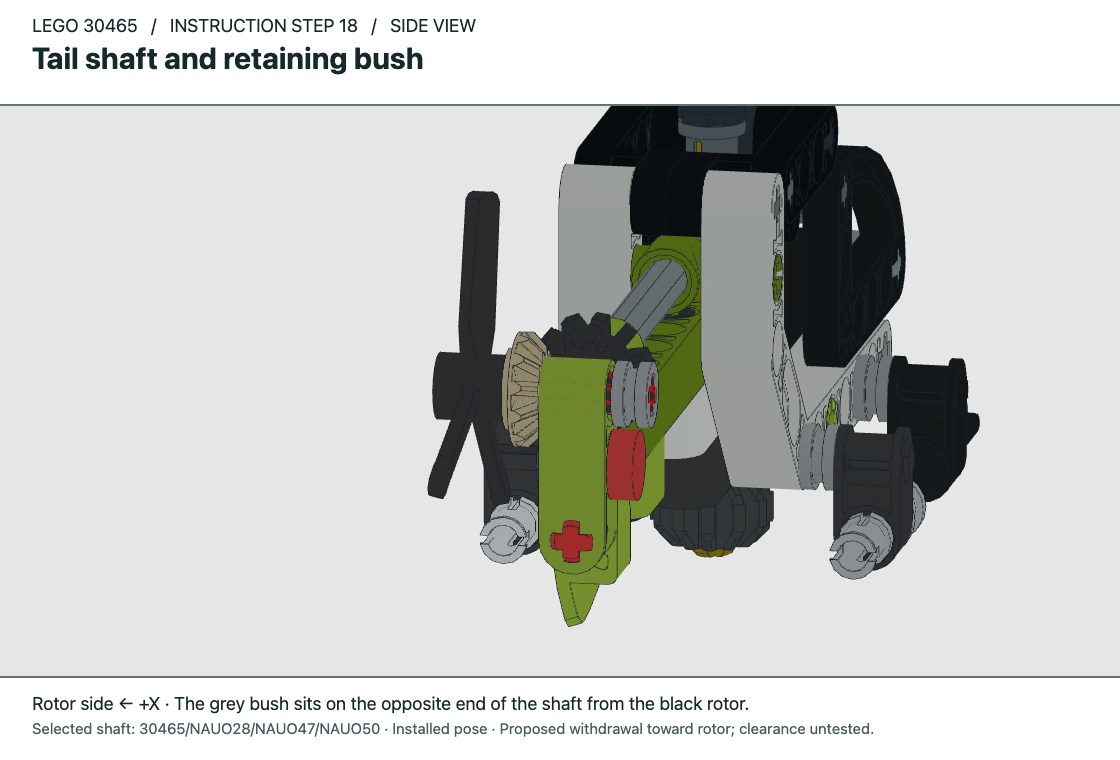 LEGO 30465 / INSTRUCTION STEP 18 / SIDE VIEW
Tail shaft and retaining bush
Rotor side ← +X · The grey bush sits on the opposite end of the shaft from the black rotor.
Selected shaft: 30465/NAUO28/NAUO47/NAUO50 · Installed pose · Proposed withdrawal toward rotor; clearance untested.